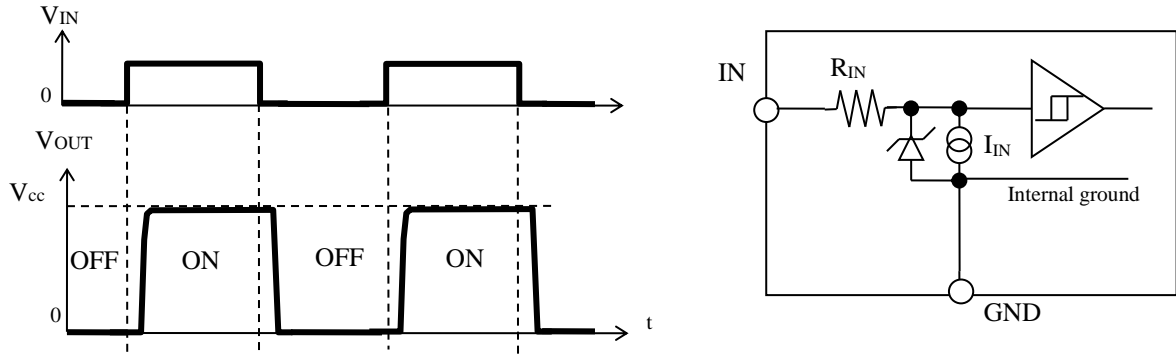 VIN
0
VOUT
Vcc
OFF
ON
OFF
ON
0
t
IN
RIN
IIN
Internal ground
GND